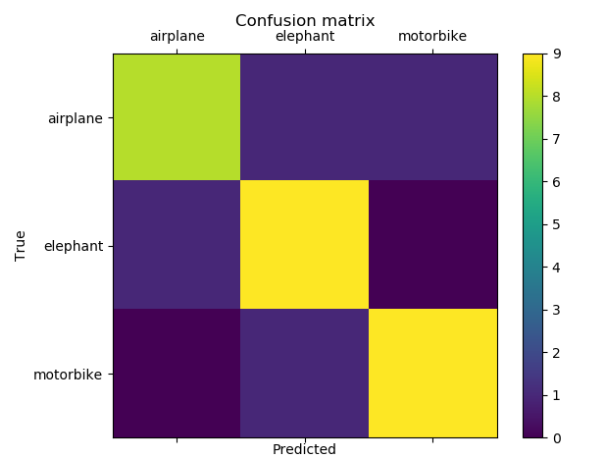 Confusion matrix
airplane elephant motorbike
airplane
elephant
motorbike
True
Predicted
9
8
7
6
5
4
3
2
1
0